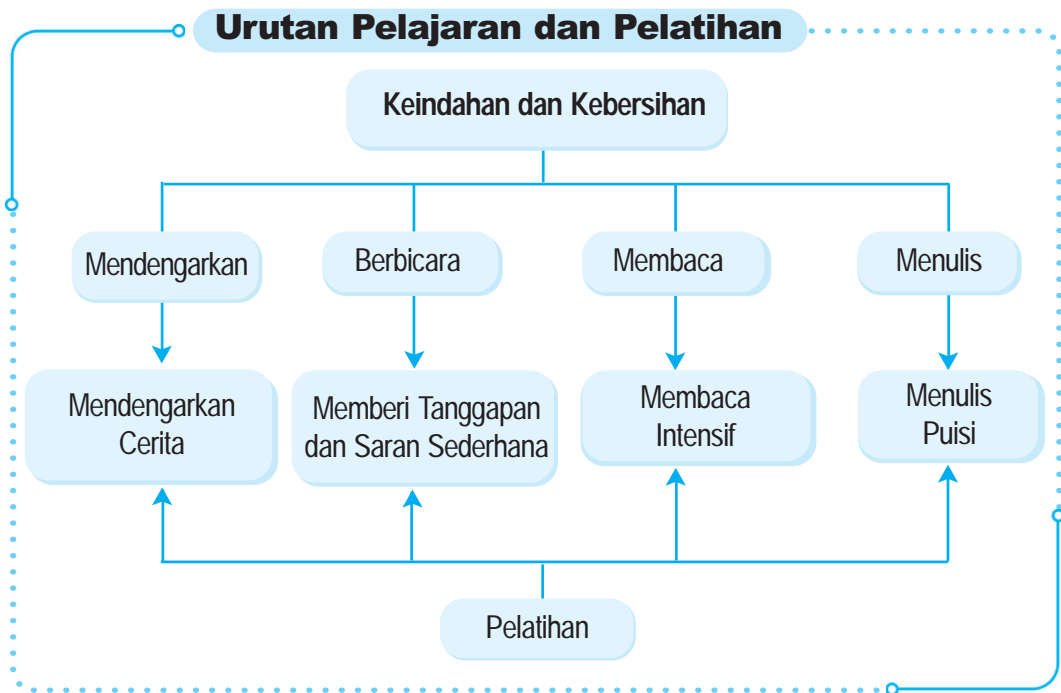 Urutan Pelajaran dan Pelatihan
Keindahan dan Kebersihan
Mendengarkan
Berbicara
Membaca
Menulis
Mendengarkan
Cerita
Memberi Tanggapan
dan Saran Sederhana
Membaca
Intensif
Menulis
Puisi
Pelatihan